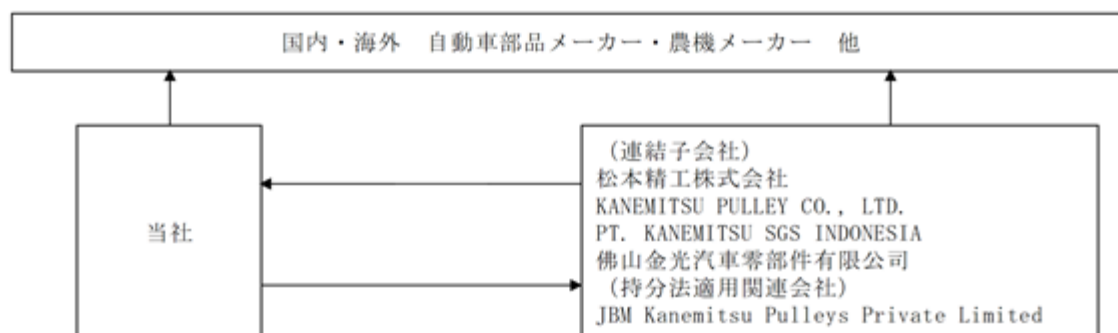 国内・海外　自動車部品メーカー・農機メーカー　他
当社
（連結子会社）
松本精工株式会社
KANEMITSU PULLEY CO., LTD.
PT. KANEMITSU SGS INDONESIA
佛山金光汽車零部件有限公司
（持分法適用関連会社）
JBM Kanemitsu Pulleys Private Limited